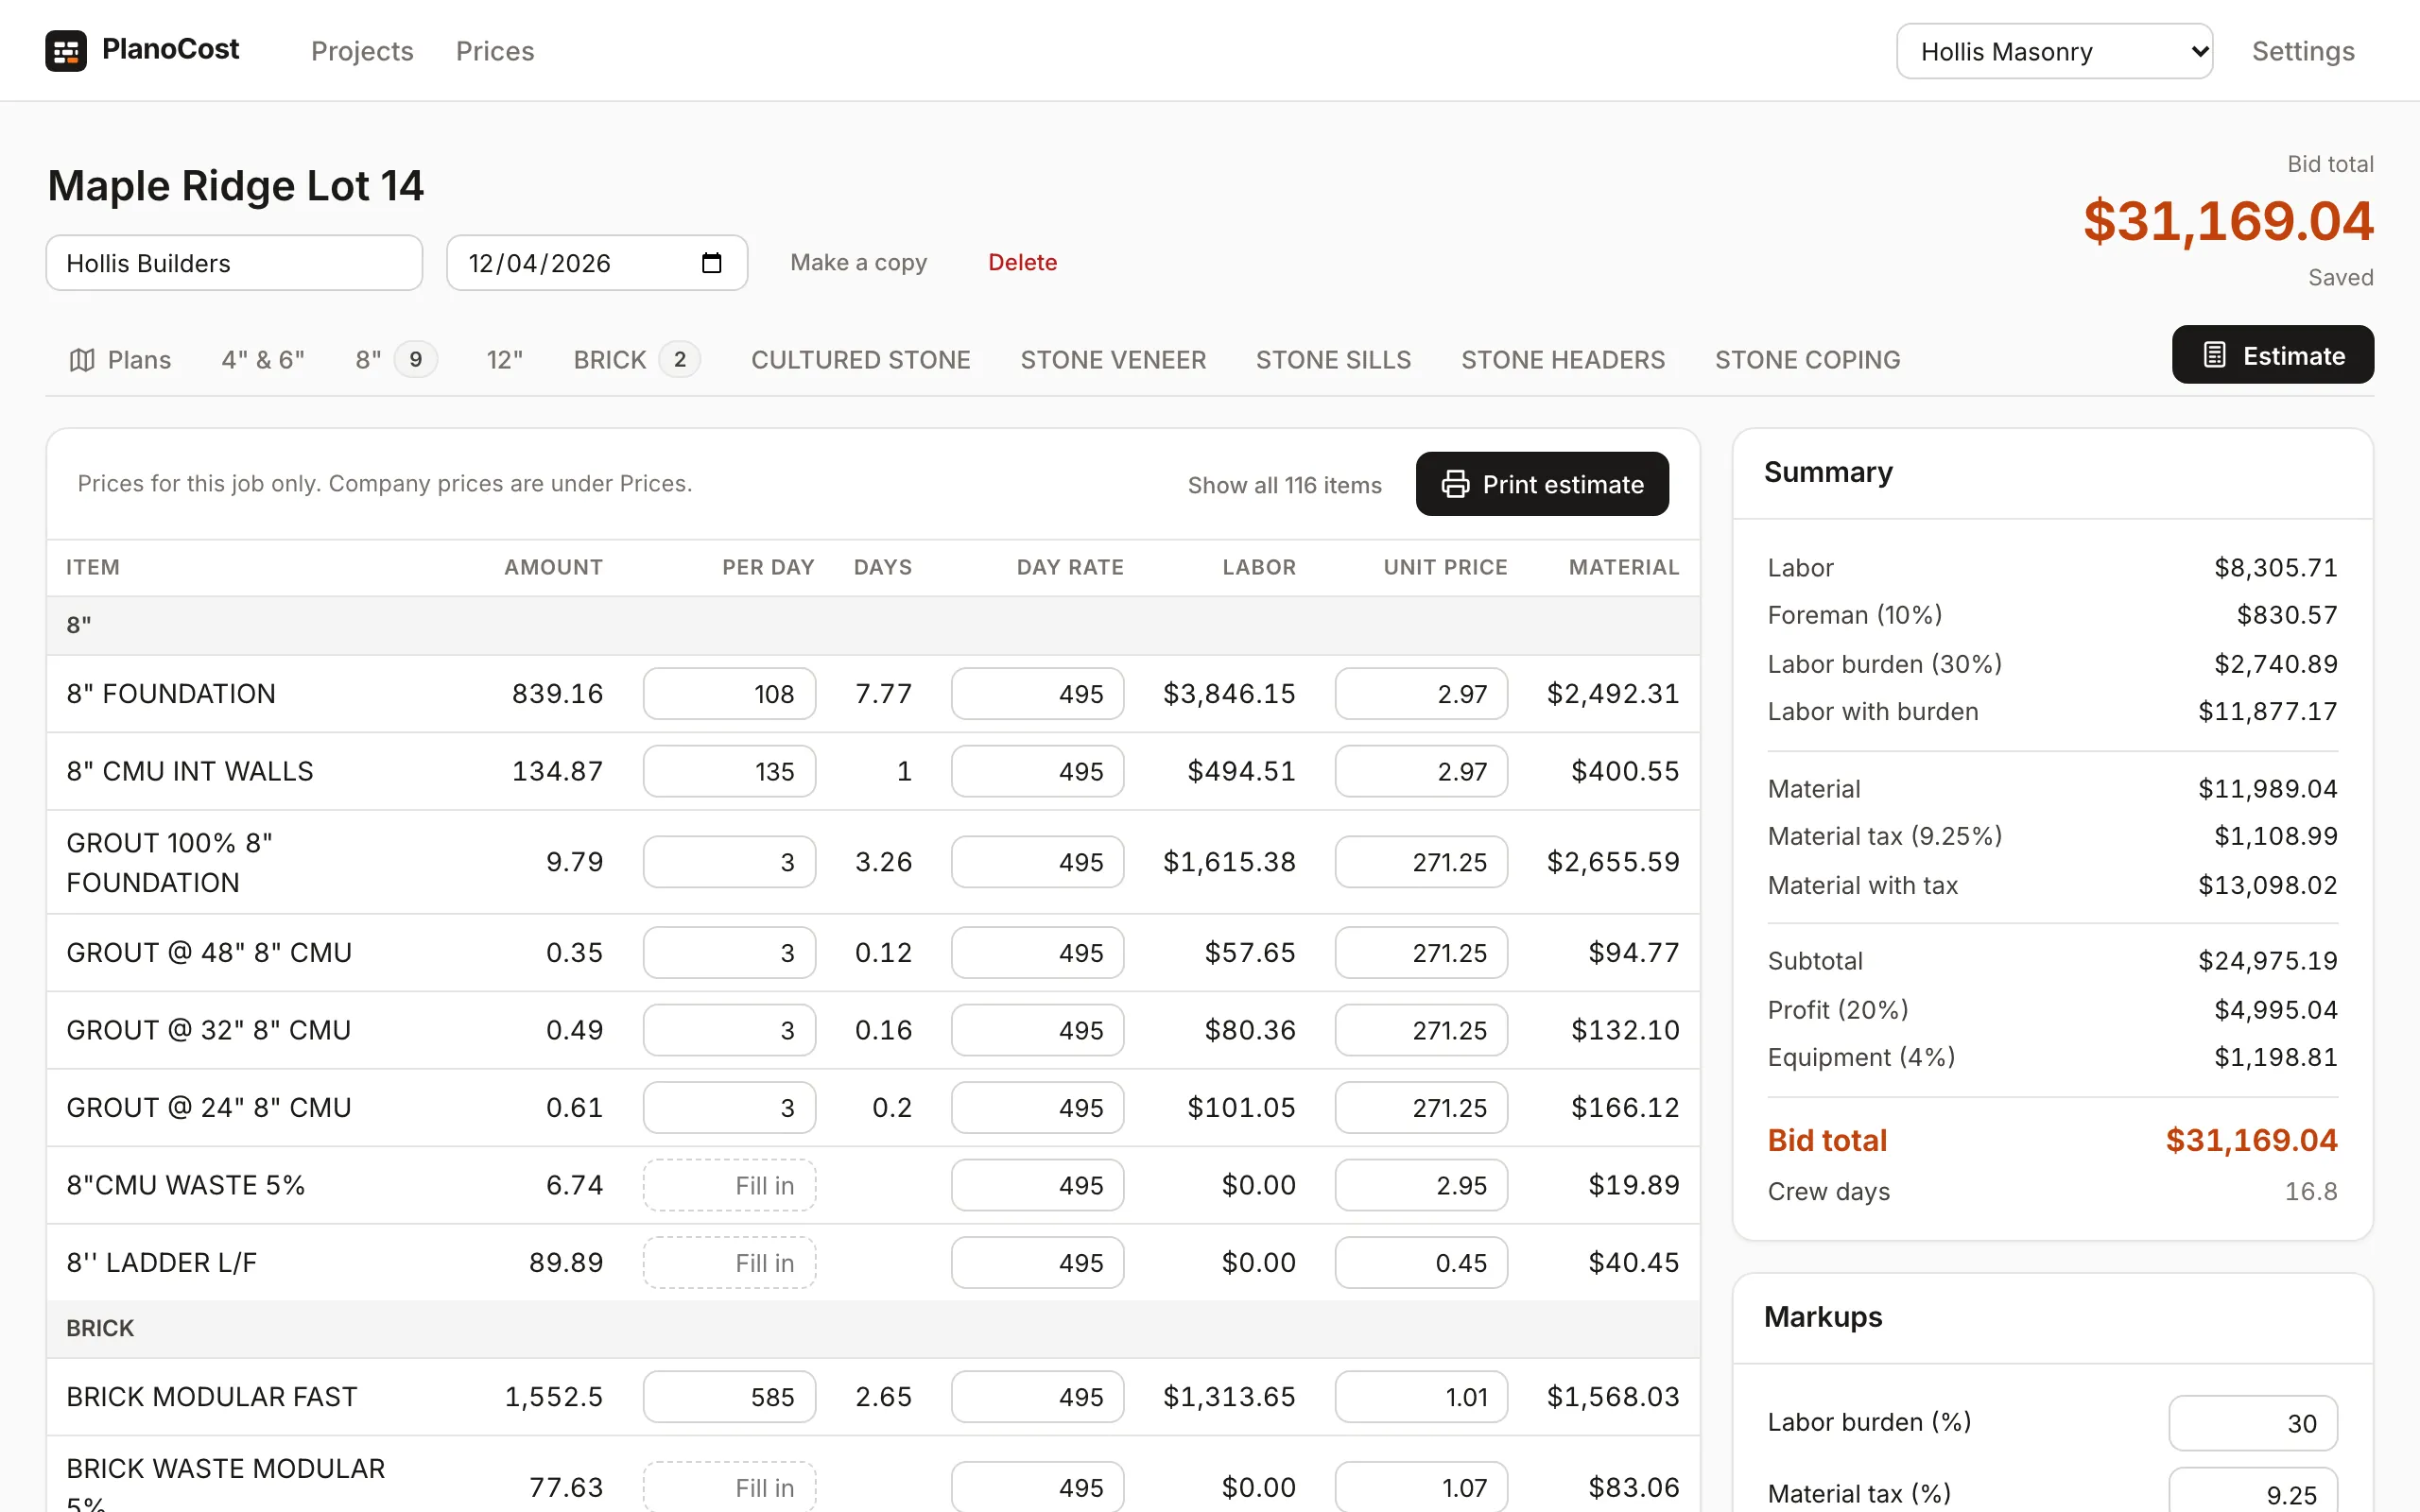 PlanoCost Projects Prices Hollis Masonry Settings
Maple Ridge Lot 14
Bid total
$31,169.04
Saved
Hollis Builders 12/04/2026 Make a copy Delete
Plans 4" & 6" 8" 9 12" BRICK 2 CULTURED STONE STONE VENEER STONE SILLS STONE HEADERS STONE COPING Estimate
Prices for this job only. Company prices are under Prices. Show all 116 items Print estimate
ITEM AMOUNT PER DAY DAYS DAY RATE LABOR UNIT PRICE MATERIAL
8"
8" FOUNDATION 839.16 108 7.77 495 $3,846.15 2.97 $2,492.31
8" CMU INT WALLS 134.87 135 1 495 $494.51 2.97 $400.55
GROUT 100% 8"
FOUNDATION 9.79 3 3.26 495 $1,615.38 271.25 $2,655.59
GROUT @ 48" 8" CMU 0.35 3 0.12 495 $57.65 271.25 $94.77
GROUT @ 32" 8" CMU 0.49 3 0.16 495 $80.36 271.25 $132.10
GROUT @ 24" 8" CMU 0.61 3 0.2 495 $101.05 271.25 $166.12
8"CMU WASTE 5% 6.74 Fill in 495 $0.00 2.95 $19.89
8'' LADDER L/F 89.89 Fill in 495 $0.00 0.45 $40.45
BRICK
BRICK MODULAR FAST 1,552.5 585 2.65 495 $1,313.65 1.01 $1,568.03
BRICK WASTE MODULAR
5% 77.63 Fill in 495 $0.00 1.07 $83.06
Summary
Labor $8,305.71
Foreman (10%) $830.57
Labor burden (30%) $2,740.89
Labor with burden $11,877.17
Material $11,989.04
Material tax (9.25%) $1,108.99
Material with tax $13,098.02
Subtotal $24,975.19
Profit (20%) $4,995.04
Equipment (4%) $1,198.81
Bid total $31,169.04
Crew days 16.8
Markups
Labor burden (%) 30
Material tax (%) 9.25